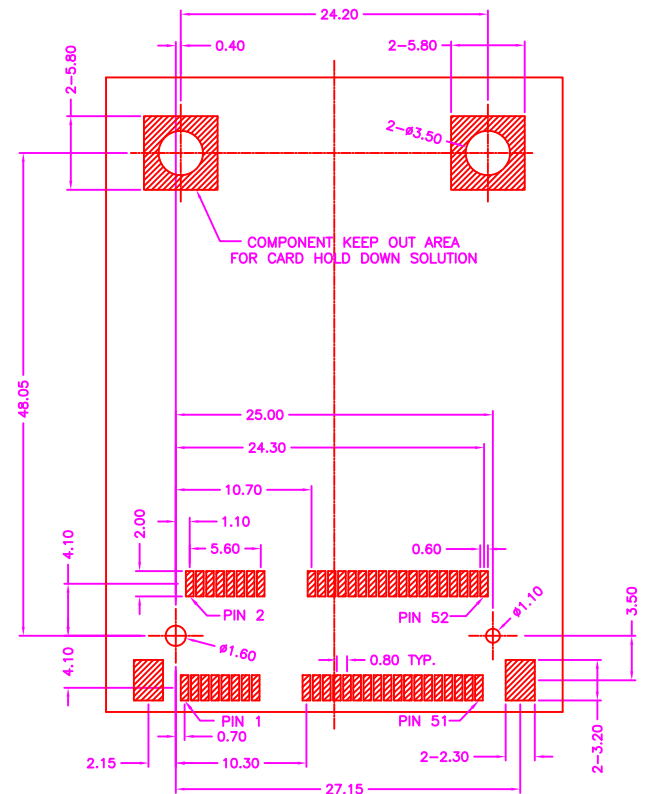 24.20
0.40
2-5.80
2-5.80
2-ø3.50
COMPONENT KEEP OUT AREA
FOR CARD HOLD DOWN SOLUTION
48.05
25.00
24.30
10.70
2.00
1.10
5.60
0.60
4.10
PIN 2
PIN 52
ø1.10
3.50
ø1.60
4.10
0.80 TYP.
PIN 1
PIN 51
0.70
2.15
10.30
2-2.30
2-3.20
27.15